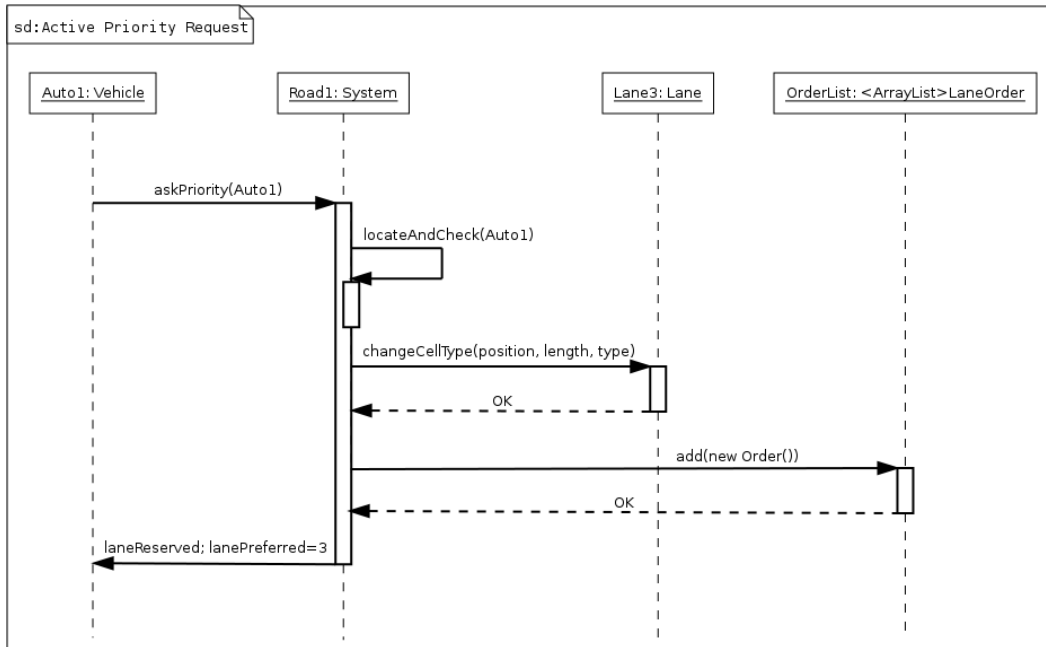 sd:Active Priority Request
Auto1: Vehicle
Road1: System
Lane3: Lane
OrderList: <ArrayList>LaneOrder
askPriority(Auto1)
locateAndCheck(Auto1)
changeCellType(position, length, type)
OK
add(new Order())
OK
laneReserved; lanePreferred=3